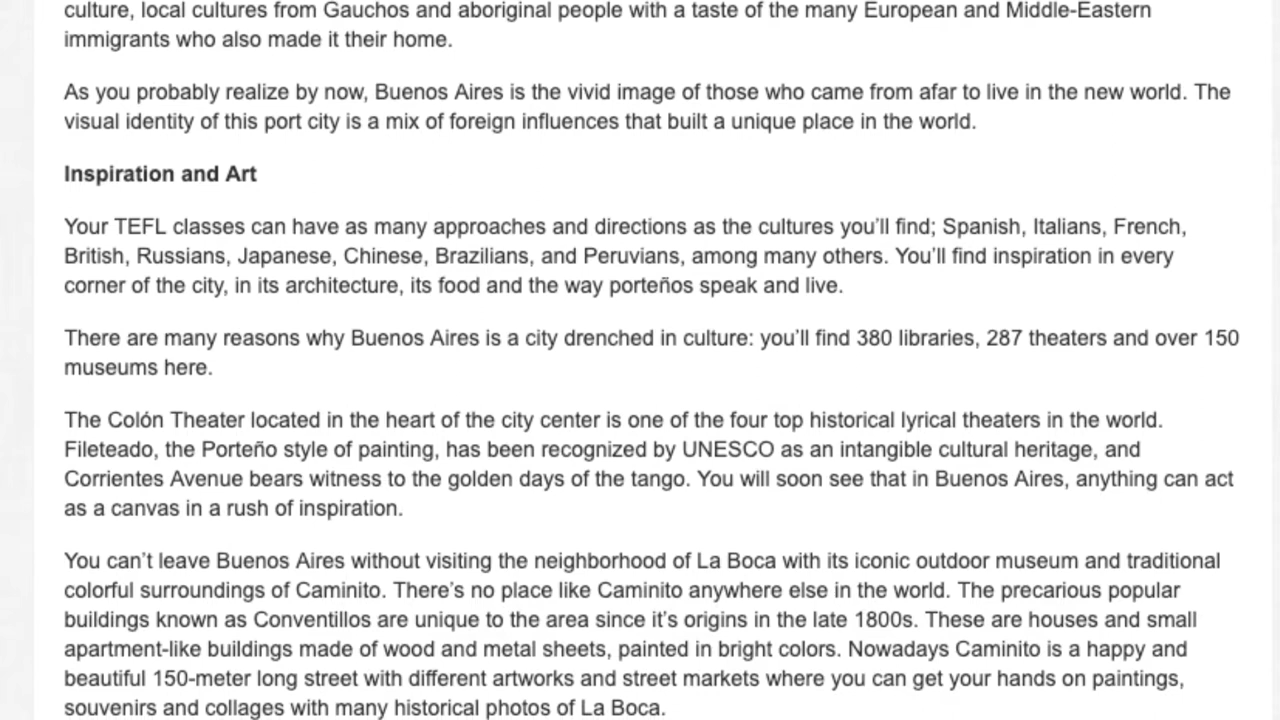 culture, local cultures from Gauchos and aboriginal people with a taste of the many European and Middle-Eastern
immigrants who also made it their home.
As you probably realize by now, Buenos Aires is the vivid image of those who came from afar to live in the new world. The
visual identity of this port city is a mix of foreign influences that built a unique place in the world.
Inspiration and Art
Your TEFL classes can have as many approaches and directions as the cultures you’ll find; Spanish, Italians, French,
British, Russians, Japanese, Chinese, Brazilians, and Peruvians, among many others. You’ll find inspiration in every
corner of the city, in its architecture, its food and the way porteños speak and live.
There are many reasons why Buenos Aires is a city drenched in culture: you’ll find 380 libraries, 287 theaters and over 150
museums here.
The Colón Theater located in the heart of the city center is one of the four top historical lyrical theaters in the world.
Fileteado, the Porteño style of painting, has been recognized by UNESCO as an intangible cultural heritage, and
Corrientes Avenue bears witness to the golden days of the tango. You will soon see that in Buenos Aires, anything can act
as a canvas in a rush of inspiration.
You can’t leave Buenos Aires without visiting the neighborhood of La Boca with its iconic outdoor museum and traditional
colorful surroundings of Caminito. There’s no place like Caminito anywhere else in the world. The precarious popular
buildings known as Conventillos are unique to the area since it’s origins in the late 1800s. These are houses and small
apartment-like buildings made of wood and metal sheets, painted in bright colors. Nowadays Caminito is a happy and
beautiful 150-meter long street with different artworks and street markets where you can get your hands on paintings,
souvenirs and collages with many historical photos of La Boca.